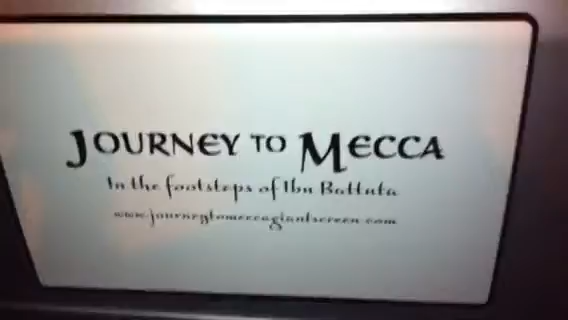 JOURNEY TO MECCA
In the footsteps of Ibn Battuta
www.journeytomeccagiantscreen.com